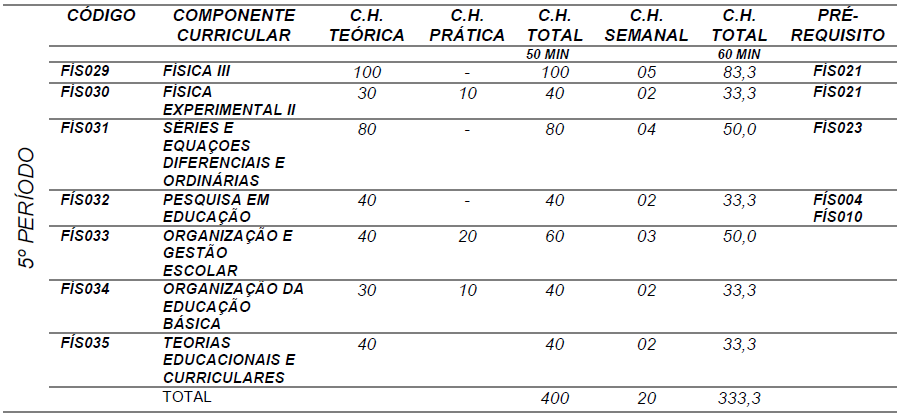 CÓDIGO COMPONENTE CURRICULAR C.H. TEÓRICA C.H. PRÁTICA C.H. TOTAL C.H. SEMANAL C.H. TOTAL PRÉ-REQUISITO
50 MIN 60 MIN
5º PERÍODO
FÍS029 FÍSICA III 100 - 100 05 83,3 FÍS021
FÍS030 FÍSICA 30 10 40 02 33,3 FÍS021
EXPERIMENTAL II
FÍS031 SÉRIES E 80 - 80 04 50,0 FÍS023
EQUAÇOES
DIFERENCIAIS E
ORDINÁRIAS
FÍS032 PESQUISA EM 40 - 40 02 33,3 FÍS004
EDUCAÇÃO FÍS010
FÍS033 ORGANIZAÇÃO E 40 20 60 03 50,0
GESTÃO
ESCOLAR
FÍS034 ORGANIZAÇÃO DA 30 10 40 02 33,3
EDUCAÇÃO
BÁSICA
FÍS035 TEORIAS 40 40 02 33,3
EDUCACIONAIS E
CURRICULARES
TOTAL 400 20 333,3